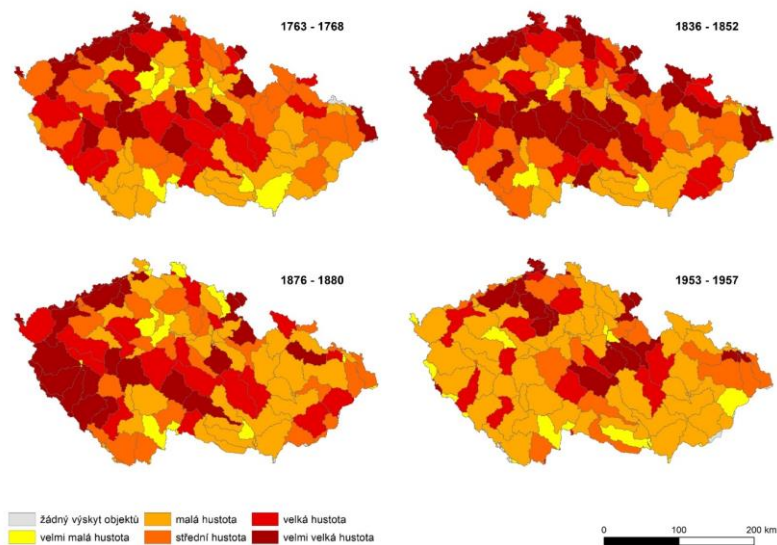 1763 - 1768
1836 - 1852
1876 - 1880
1953 - 1957
žádný výskyt objektů
malá hustota
velká hustota
velmi malá hustota
střední hustota
velmi velká hustota
0 100 200 km